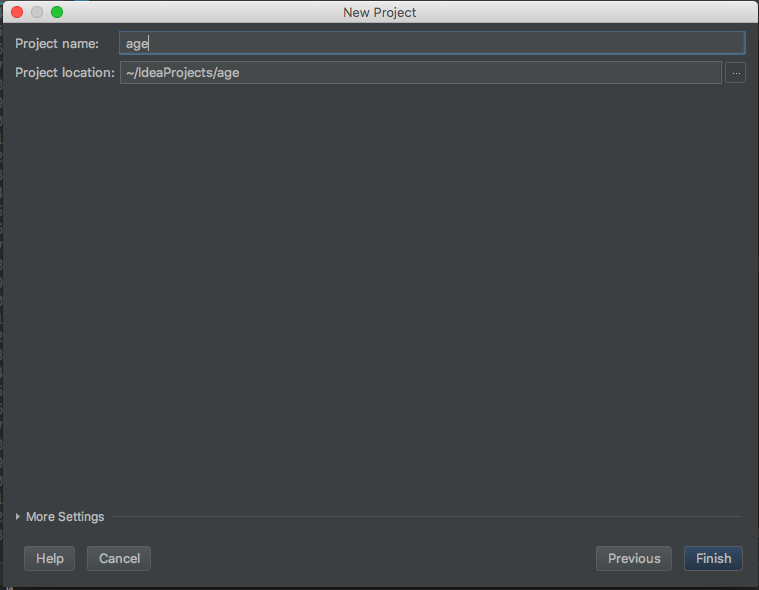 New Project
Project name: age
Project location: ~/IdeaProjects/age ...
More Settings
Help Cancel Previous Finish